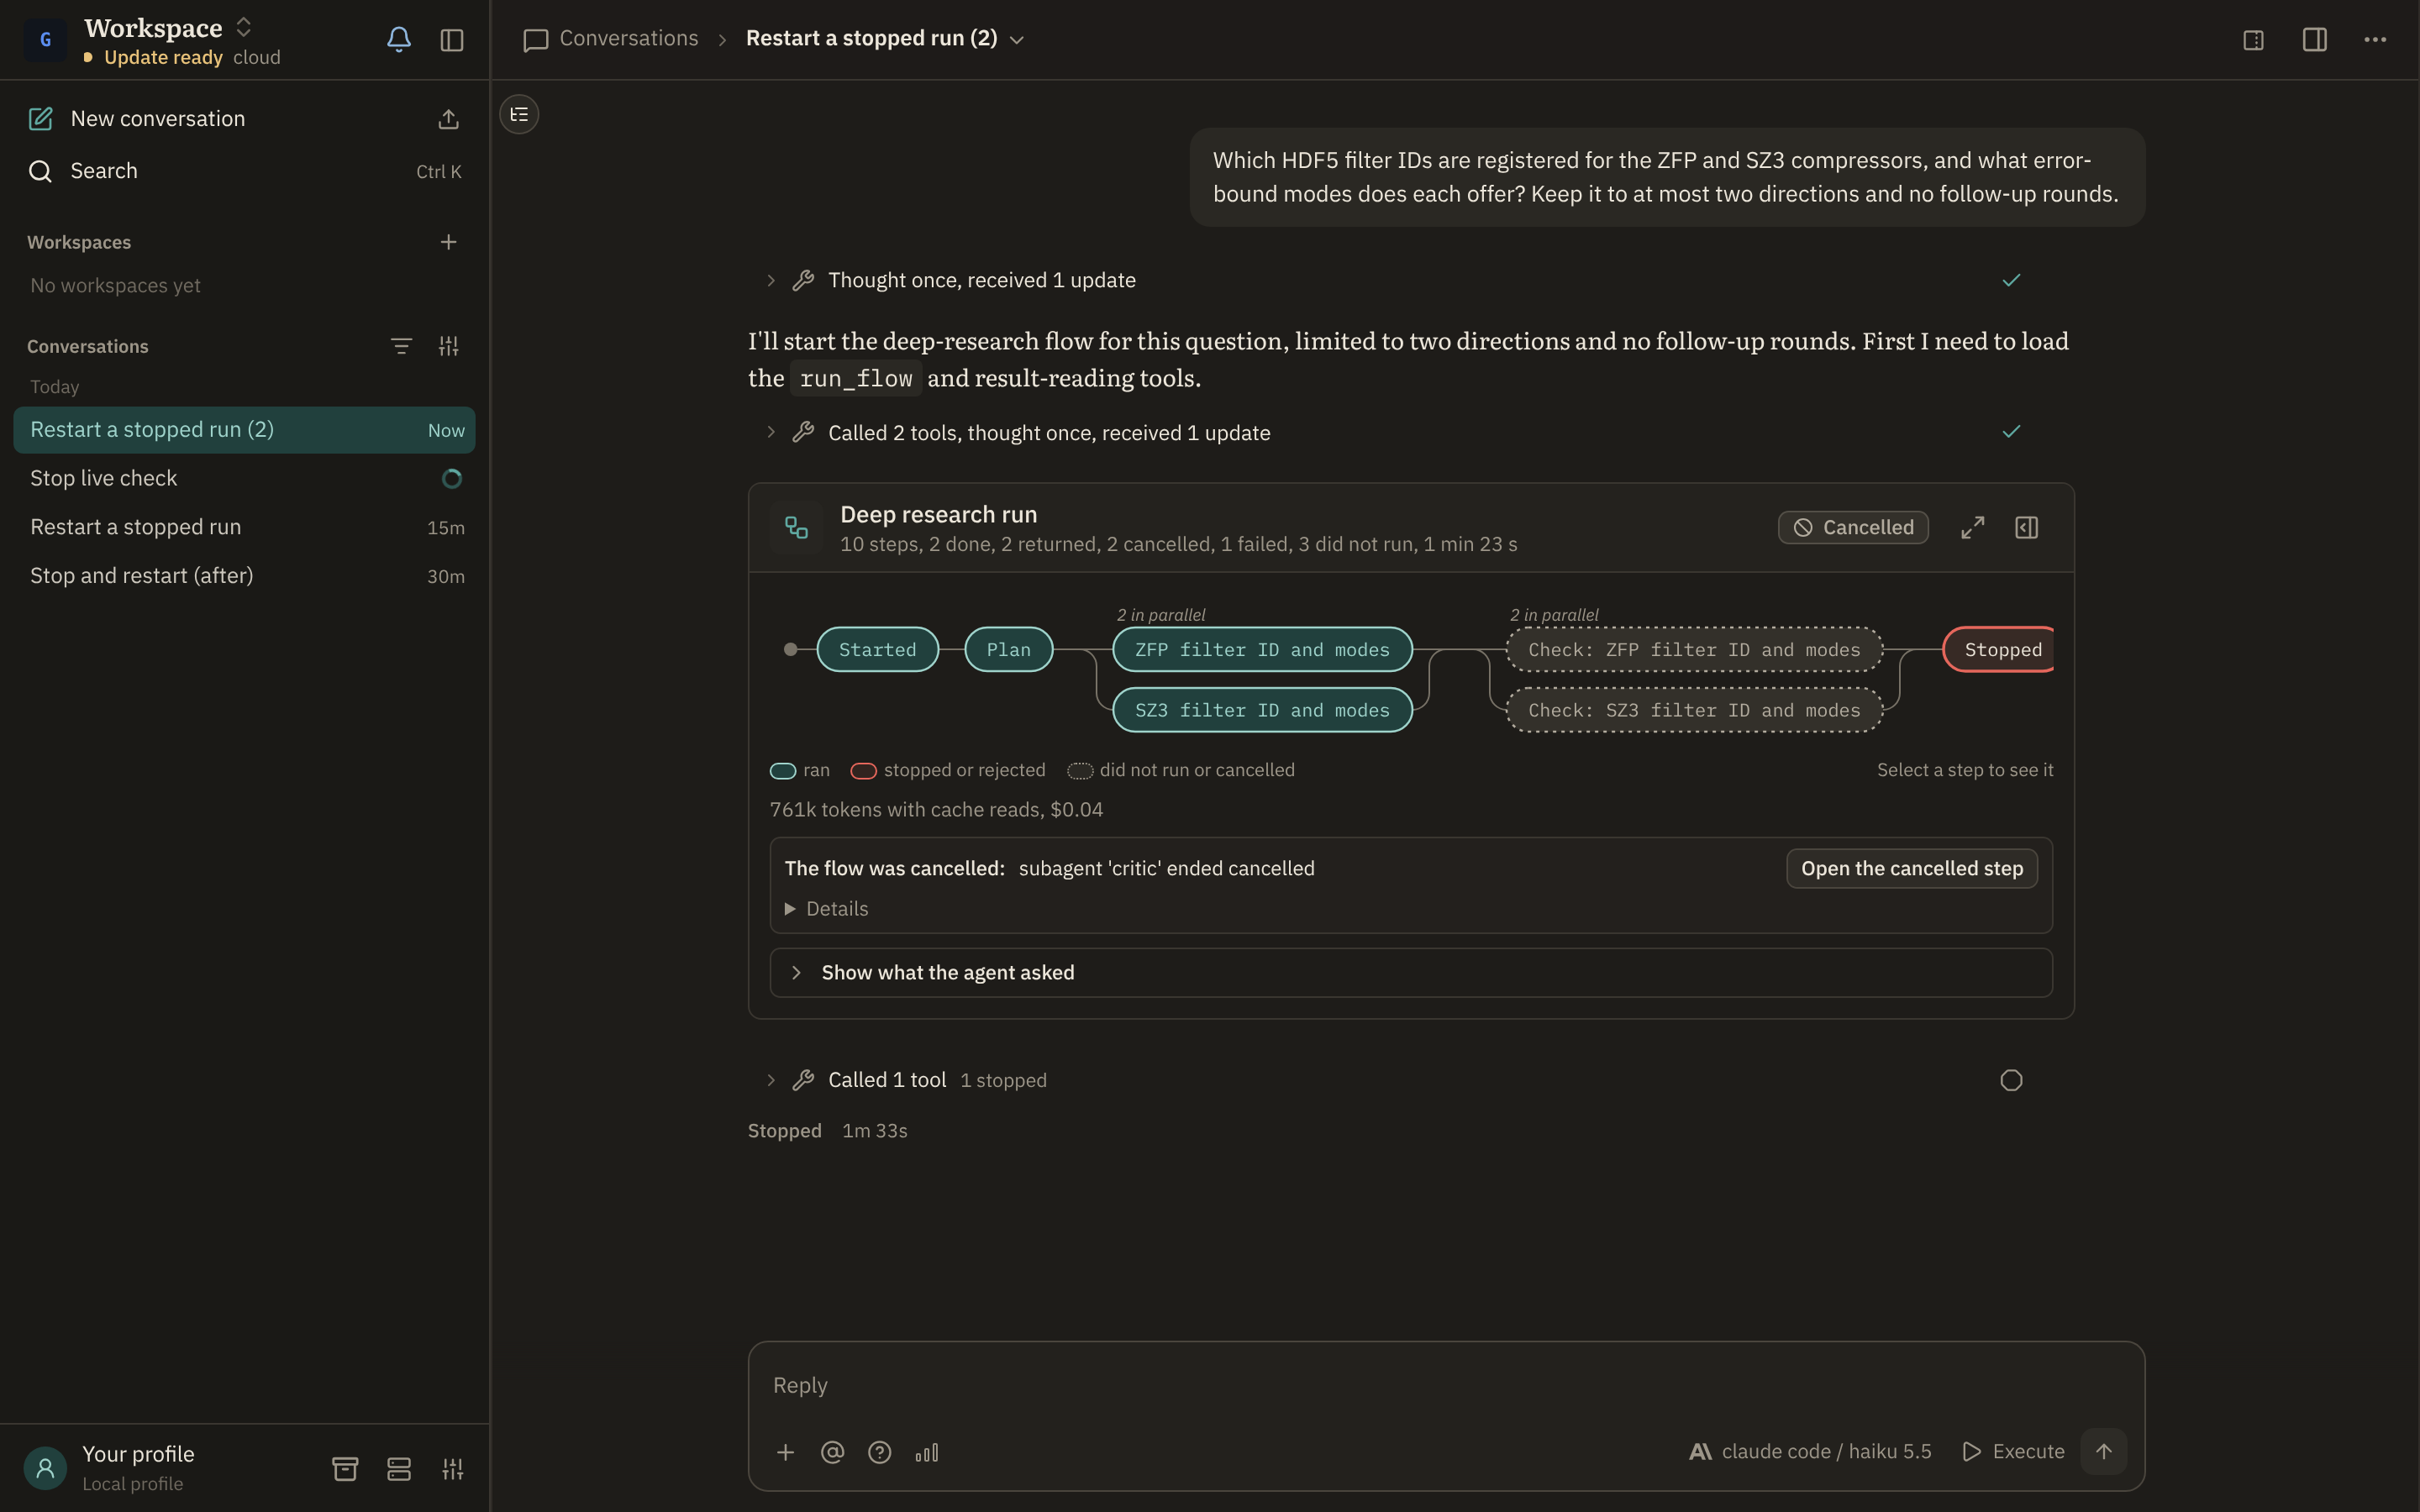 G
Workspace
Update ready cloud
New conversation
Search Ctrl K
Workspaces
No workspaces yet
Conversations
Today
Restart a stopped run (2) Now
Stop live check
Restart a stopped run 15m
Stop and restart (after) 30m
Your profile
Local profile
Conversations Restart a stopped run (2)
Which HDF5 filter IDs are registered for the ZFP and SZ3 compressors, and what error-
bound modes does each offer? Keep it to at most two directions and no follow-up rounds.
Thought once, received 1 update
I'll start the deep-research flow for this question, limited to two directions and no follow-up rounds. First I need to load
the run_flow and result-reading tools.
Called 2 tools, thought once, received 1 update
Deep research run
10 steps, 2 done, 2 returned, 2 cancelled, 1 failed, 3 did not run, 1 min 23 s
Cancelled
2 in parallel 2 in parallel
Started Plan ZFP filter ID and modes Check: ZFP filter ID and modes Stopped
SZ3 filter ID and modes Check: SZ3 filter ID and modes
ran stopped or rejected did not run or cancelled Select a step to see it
761k tokens with cache reads, $0.04
The flow was cancelled: subagent 'critic' ended cancelled Open the cancelled step
Details
Show what the agent asked
Called 1 tool 1 stopped
Stopped 1m 33s
Reply
claude code / haiku 5.5 Execute